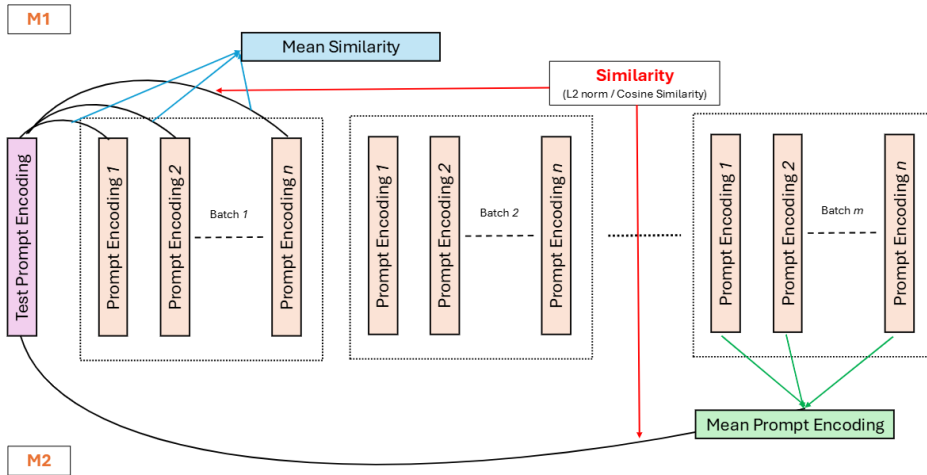 M1
Mean Similarity
Similarity
(L2 norm / Cosine Similarity)
Test Prompt Encoding
Prompt Encoding 1
Prompt Encoding 2
Batch 1
Prompt Encoding n
Prompt Encoding 1
Prompt Encoding 2
Batch 2
Prompt Encoding n
Prompt Encoding 1
Prompt Encoding 2
Batch m
Prompt Encoding n
Mean Prompt Encoding
M2